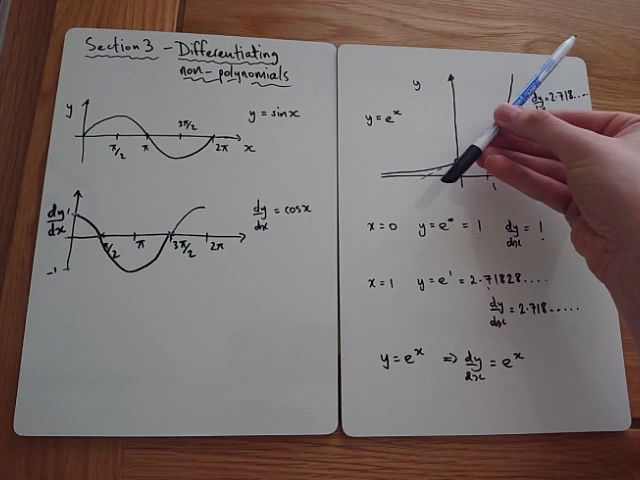 Section 3 - Differentiating
non-polynomials
y
y = sinx
π/2
π
3π/2
2π
x
dy/dx
1
dy/dx = cosx
π/2
π
3π/2
2π
-1
y
dy/dx = 2.718....
y = e^x
1
x = 0 y = e^0 = 1 dy/dx = 1
x = 1 y = e^1 = 2.71828....
dy/dx = 2.718.....
y = e^x ⇒ dy/dx = e^x